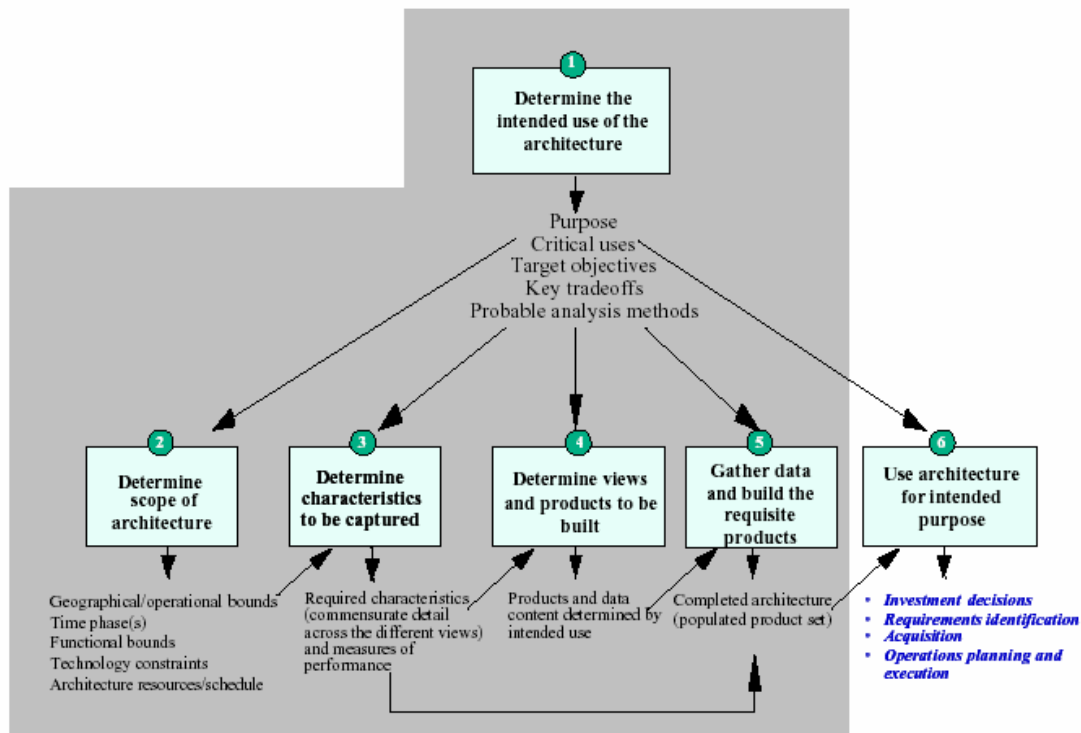 1
Determine the
intended use of the
architecture
Purpose
Critical uses
Target objectives
Key tradeoffs
Probable analysis methods
2
Determine
scope of
architecture
3
Determine
characteristics
to be captured
4
Determine views
and products to be
built
5
Gather data
and build the
requisite
products
6
Use architecture
for intended
purpose
Geographical/operational bounds
Time phase(s)
Functional bounds
Technology constraints
Architecture resources/schedule
Required characteristics
(commensurate detail
across the different views)
and measures of
performance
Products and data
content determined by
intended use
Completed architecture
(populated product set)
• Investment decisions
• Requirements identification
• Acquisition
• Operations planning and
execution